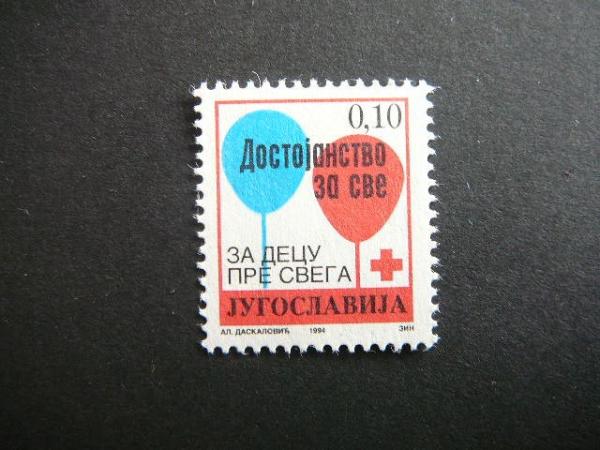 0,10
Достојанство
за све
ЗА ДЕЦУ
ПРЕ СВЕГА
ЈУГОСЛАВИЈА
АЛ. ДАСКАЛОВИЋ 1994 ЗИН